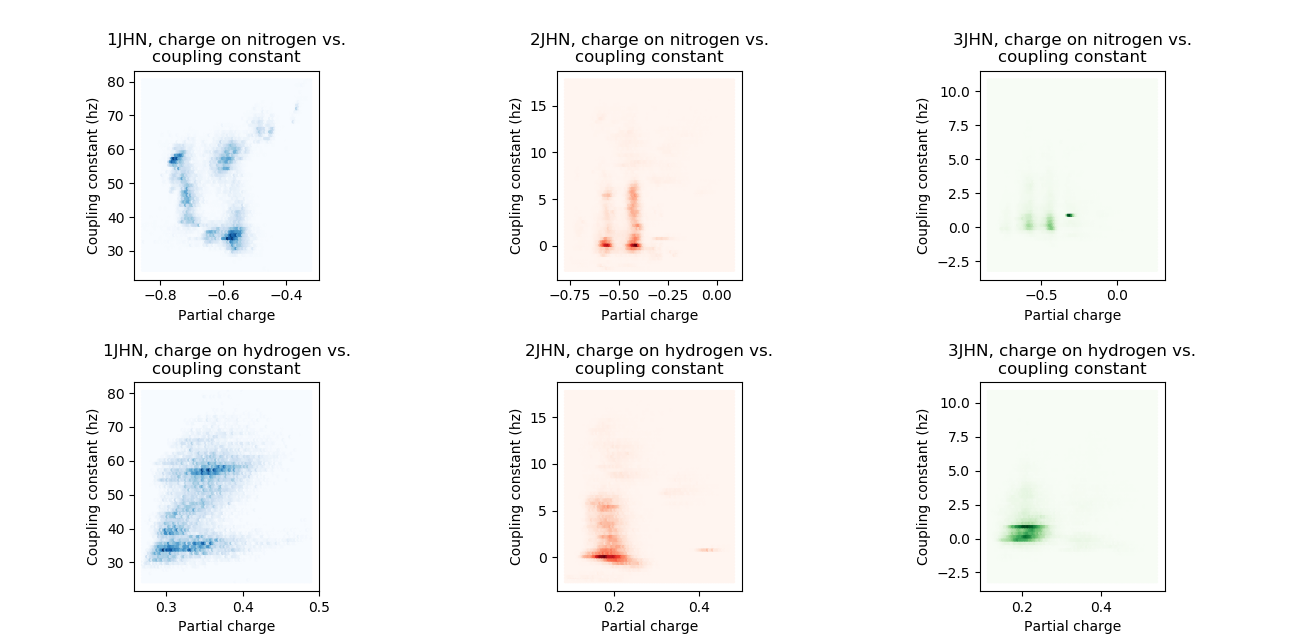 1JHN, charge on nitrogen vs.
coupling constant
80
70
60
50
40
30
Coupling constant (hz)
−0.8 −0.6 −0.4
Partial charge
2JHN, charge on nitrogen vs.
coupling constant
15
10
5
0
Coupling constant (hz)
−0.75 −0.50 −0.25 0.00
Partial charge
3JHN, charge on nitrogen vs.
coupling constant
10.0
7.5
5.0
2.5
0.0
−2.5
Coupling constant (hz)
−0.5 0.0
Partial charge
1JHN, charge on hydrogen vs.
coupling constant
80
70
60
50
40
30
Coupling constant (hz)
0.3 0.4 0.5
Partial charge
2JHN, charge on hydrogen vs.
coupling constant
15
10
5
0
Coupling constant (hz)
0.2 0.4
Partial charge
3JHN, charge on hydrogen vs.
coupling constant
10.0
7.5
5.0
2.5
0.0
−2.5
Coupling constant (hz)
0.2 0.4
Partial charge